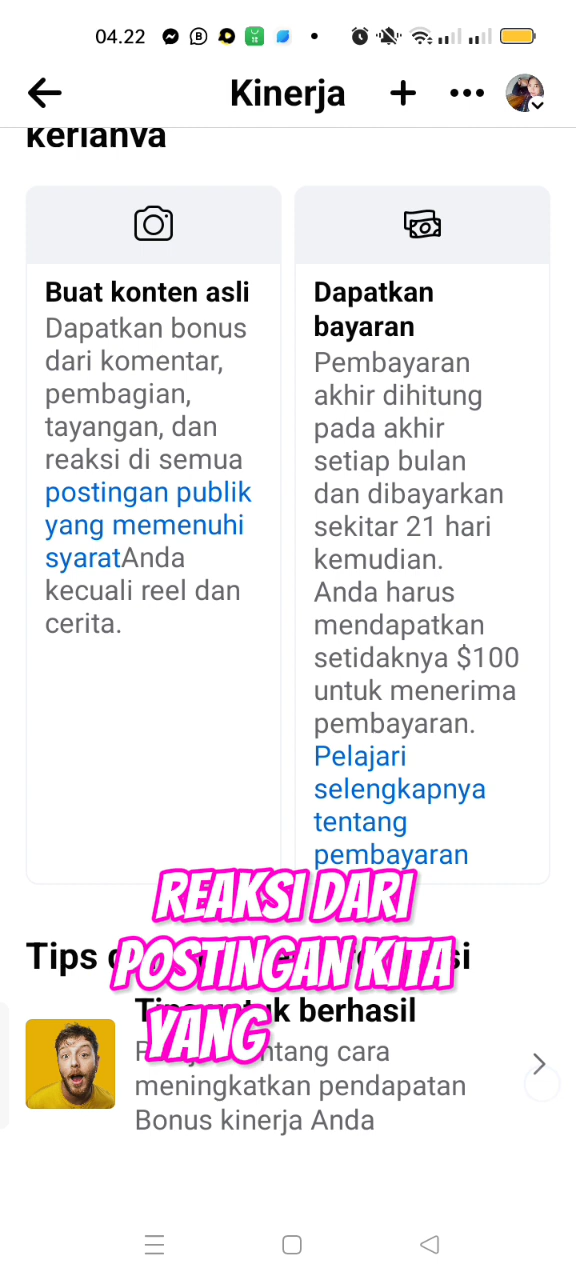 04.22
Kinerja
kerjanya
Buat konten asli
Dapatkan bonus
dari komentar,
pembagian,
tayangan, dan
reaksi di semua
postingan publik
yang memenuhi
syaratAnda
kecuali reel dan
cerita.
Dapatkan
bayaran
Pembayaran
akhir dihitung
pada akhir
setiap bulan
dan dibayarkan
sekitar 21 hari
kemudian.
Anda harus
mendapatkan
setidaknya $100
untuk menerima
pembayaran.
Pelajari
selengkapnya
tentang
pembayaran
REAKSI DARI
POSTINGAN KITA
YANG
Tips
berhasil
cara
meningkatkan pendapatan
Bonus kinerja Anda